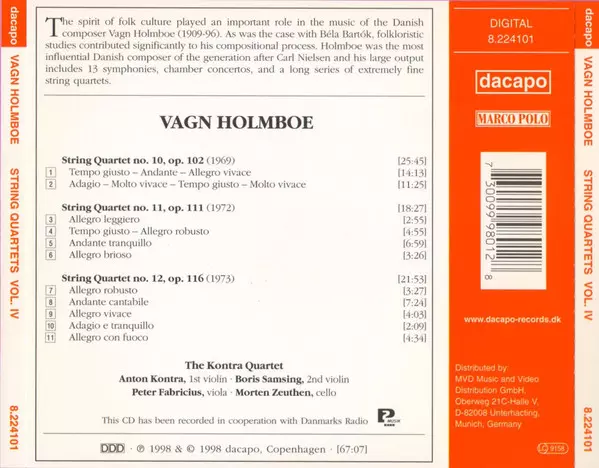 dacapo
VAGN HOLMBOE
STRING QUARTETS VOL. IV
8.224101
The spirit of folk culture played an important role in the music of the Danish
composer Vagn Holmboe (1909-96). As was the case with Béla Bartók, folkloristic
studies contributed significantly to his compositional process. Holmboe was the most
influential Danish composer of the generation after Carl Nielsen and his large output
includes 13 symphonies, chamber concertos, and a long series of extremely fine
string quartets.
VAGN HOLMBOE
String Quartet no. 10, op. 102 (1969) [25:45]
1 Tempo giusto – Andante – Allegro vivace [14:13]
2 Adagio – Molto vivace – Tempo giusto – Molto vivace [11:25]
String Quartet no. 11, op. 111 (1972) [18:27]
3 Allegro leggiero [2:55]
4 Tempo giusto – Allegro robusto [4:55]
5 Andante tranquillo [6:59]
6 Allegro brioso [3:26]
String Quartet no. 12, op. 116 (1973) [21:53]
7 Allegro robusto [3:27]
8 Andante cantabile [7:24]
9 Allegro vivace [4:03]
10 Adagio e tranquillo [2:09]
11 Allegro con fuoco [4:34]
The Kontra Quartet
Anton Kontra, 1st violin · Boris Samsing, 2nd violin
Peter Fabricius, viola · Morten Zeuthen, cello
This CD has been recorded in cooperation with Danmarks Radio
P2
DDD · ℗ 1998 & © 1998 dacapo, Copenhagen · [67:07]
DIGITAL
8.224101
dacapo
MARCO POLO
7 30099 98012 8
www.dacapo-records.dk
Distributed by
MVD Music and Video
Distribution GmbH,
Oberweg 21C-Halle V,
D-82008 Unterhaching,
Munich, Germany
LC 9158
dacapo
VAGN HOLMBOE
STRING QUARTETS VOL. IV
8.224101